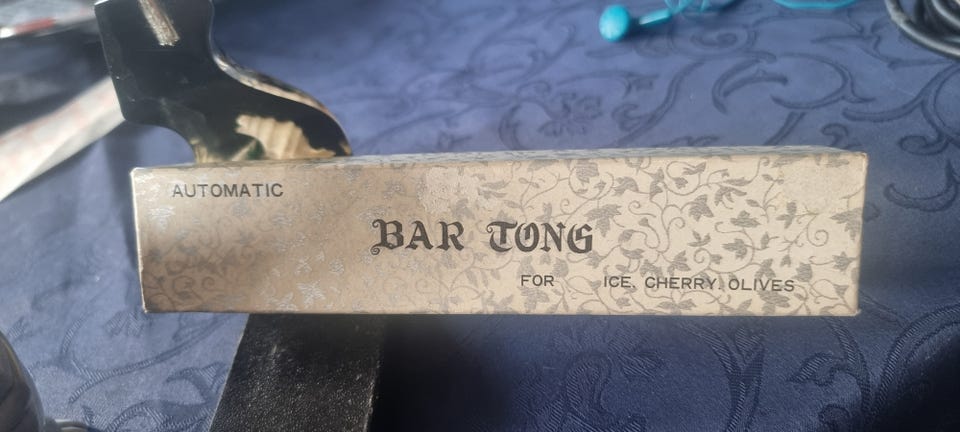 AUTOMATIC
BAR TONG
FOR ICE. CHERRY. OLIVES